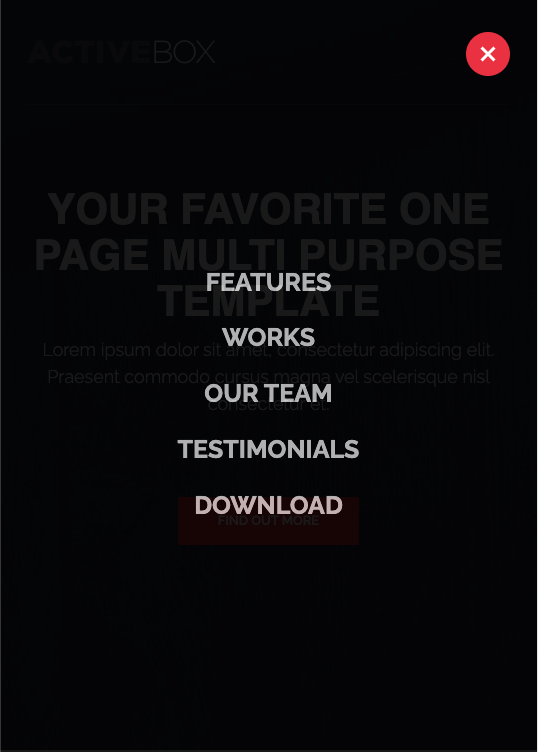 ACTIVEBOX
YOUR FAVORITE ONE
PAGE MULTI PURPOSE
TEMPLATE
FEATURES
WORKS
Lorem ipsum dolor sit amet, consectetur adipiscing elit.
Praesent commodo cursus magna vel scelerisque nisl
OUR TEAM
consectetur et.
TESTIMONIALS
DOWNLOAD
FIND OUT MORE